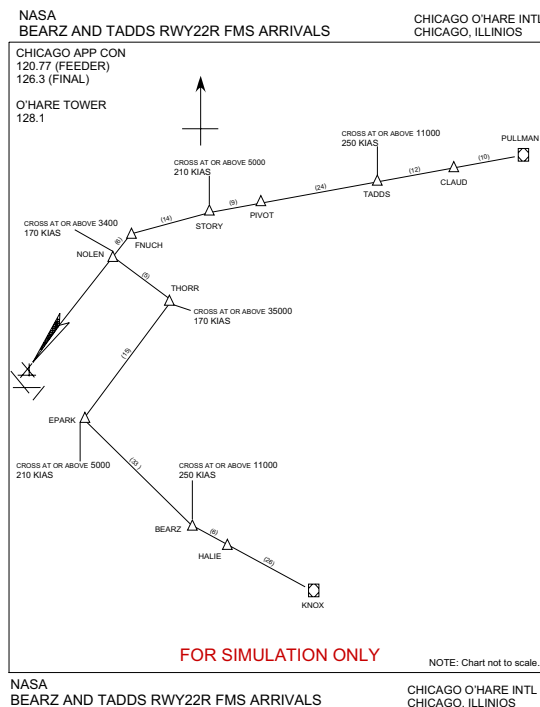 NASA
BEARZ AND TADDS RWY22R FMS ARRIVALS
CHICAGO O'HARE INTL
CHICAGO, ILLINIOS
CHICAGO APP CON
120.77 (FEEDER)
126.3 (FINAL)
O'HARE TOWER
128.1
CROSS AT OR ABOVE 11000
250 KIAS
PULLMAN
(10)
CLAUD
(12)
TADDS
(24)
CROSS AT OR ABOVE 5000
210 KIAS
PIVOT
(9)
STORY
(14)
FNUCH
CROSS AT OR ABOVE 3400
170 KIAS
(6)
NOLEN
(5)
THORR
CROSS AT OR ABOVE 35000
170 KIAS
(15)
EPARK
CROSS AT OR ABOVE 5000
210 KIAS
(33)
CROSS AT OR ABOVE 11000
250 KIAS
BEARZ
(6)
HALIE
(26)
KNOX
FOR SIMULATION ONLY
NOTE: Chart not to scale.
NASA
BEARZ AND TADDS RWY22R FMS ARRIVALS
CHICAGO O'HARE INTL
CHICAGO, ILLINIOS